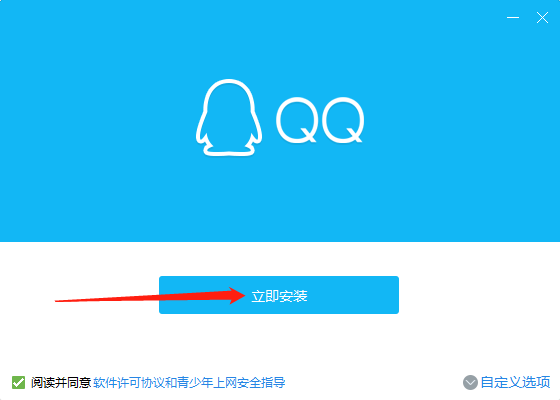 QQ
立即安装
阅读并同意软件许可协议和青少年上网安全指导
自定义选项